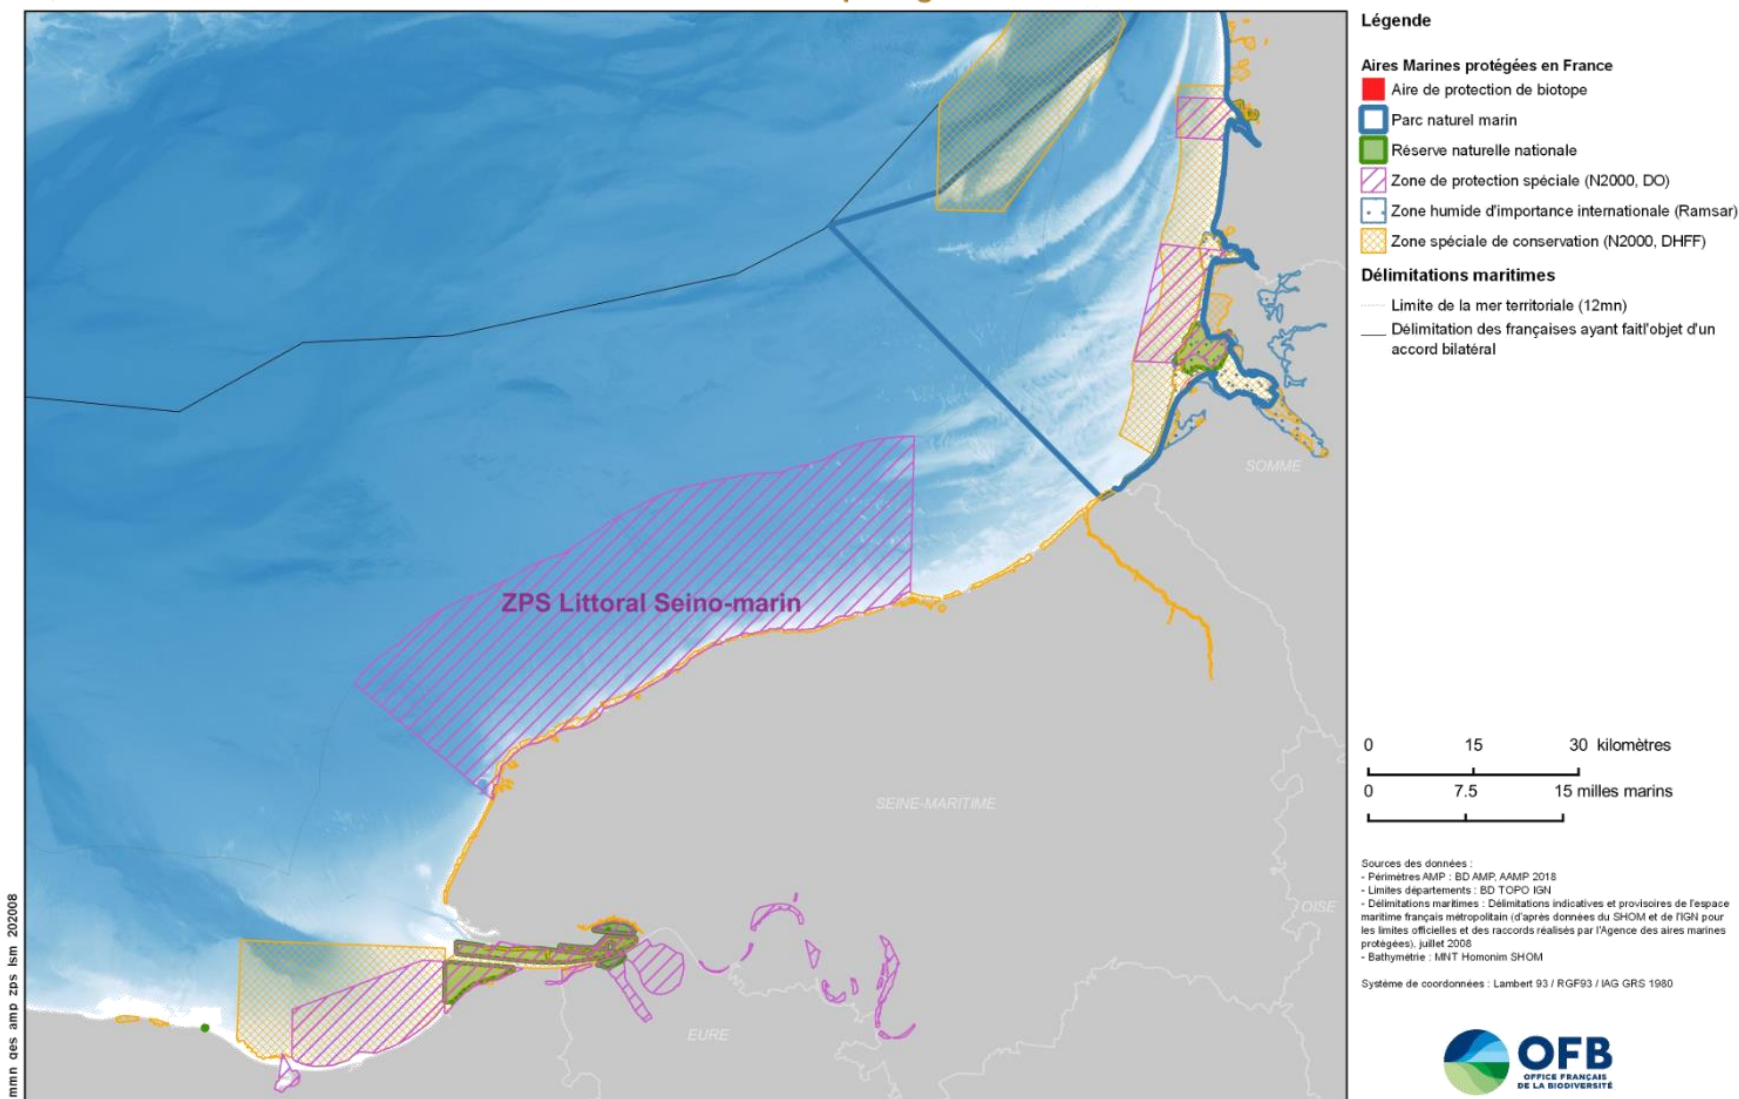 Légende
Aires Marines protégées en France
Aire de protection de biotope
Parc naturel marin
Réserve naturelle nationale
Zone de protection spéciale (N2000, DO)
Zone humide d'importance internationale (Ramsar)
Zone spéciale de conservation (N2000, DHFF)
Délimitations maritimes
Limite de la mer territoriale (12mn)
Délimitation des françaises ayant faitl'objet d'un
accord bilatéral
SOMME
ZPS Littoral Seino-marin
SEINE-MARITIME
OISE
EURE
0 15 30 kilomètres
0 7.5 15 milles marins
Sources des données :
- Périmètres AMP : BD AMP, AAMP 2018
- Limites départements : BD TOPO IGN
- Délimitations maritimes : Délimitations indicatives et provisoires de l'espace
maritime français métropolitain (d'après données du SHOM et de l'IGN pour
les limites officielles et des raccords réalisés par l'Agence des aires marines
protégées), juillet 2008
- Bathymétrie : MNT Homonim SHOM
Système de coordonnées : Lambert 93 / RGF93 / IAG GRS 1980
OFB
OFFICE FRANÇAIS
DE LA BIODIVERSITÉ
mmn ges amp zps lsm 202008